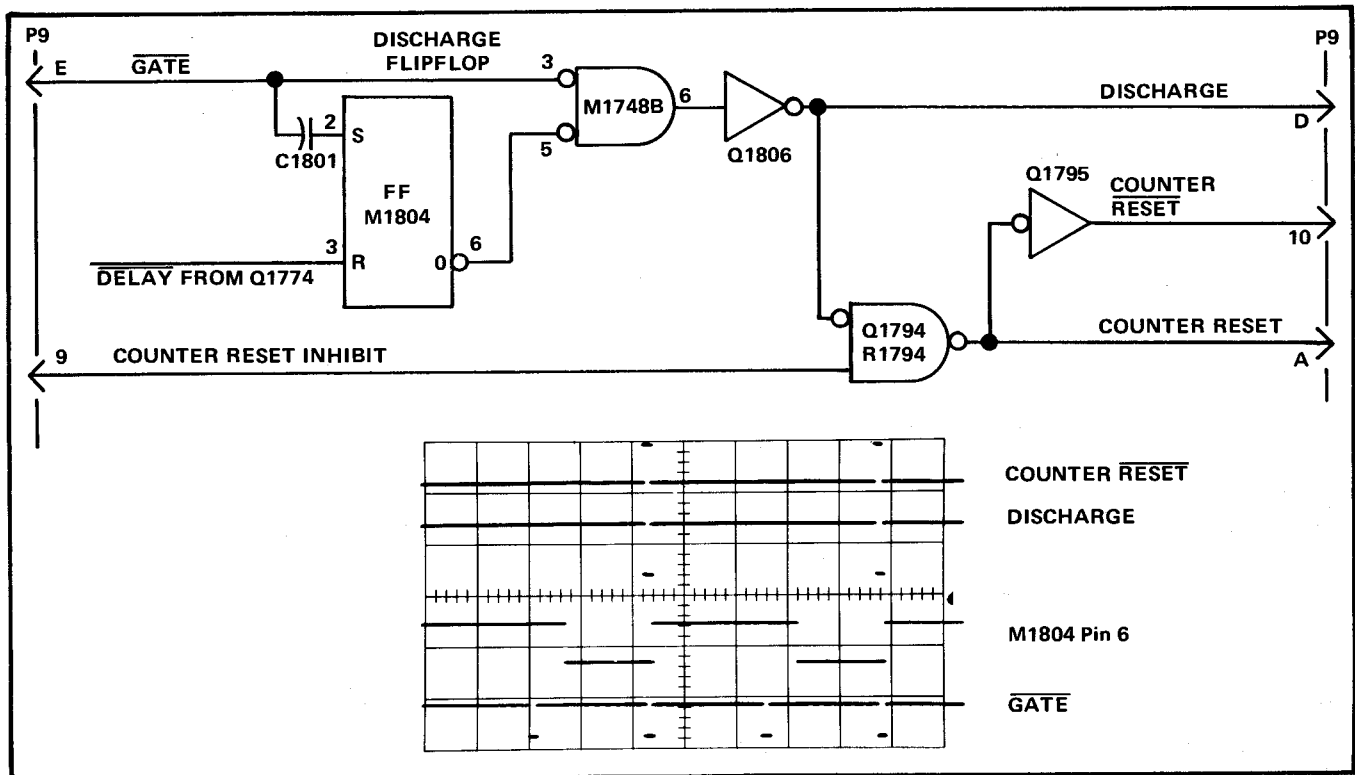 P9
P9
E
GATE
DISCHARGE
FLIPFLOP
3
M1748B
6
DISCHARGE
D
2
S
C1801
5
Q1806
FF
M1804
Q1795
COUNTER
RESET
10
3
R
0
6
DELAY FROM Q1774
9
COUNTER RESET INHIBIT
Q1794
R1794
COUNTER RESET
A
COUNTER RESET
DISCHARGE
M1804 Pin 6
GATE